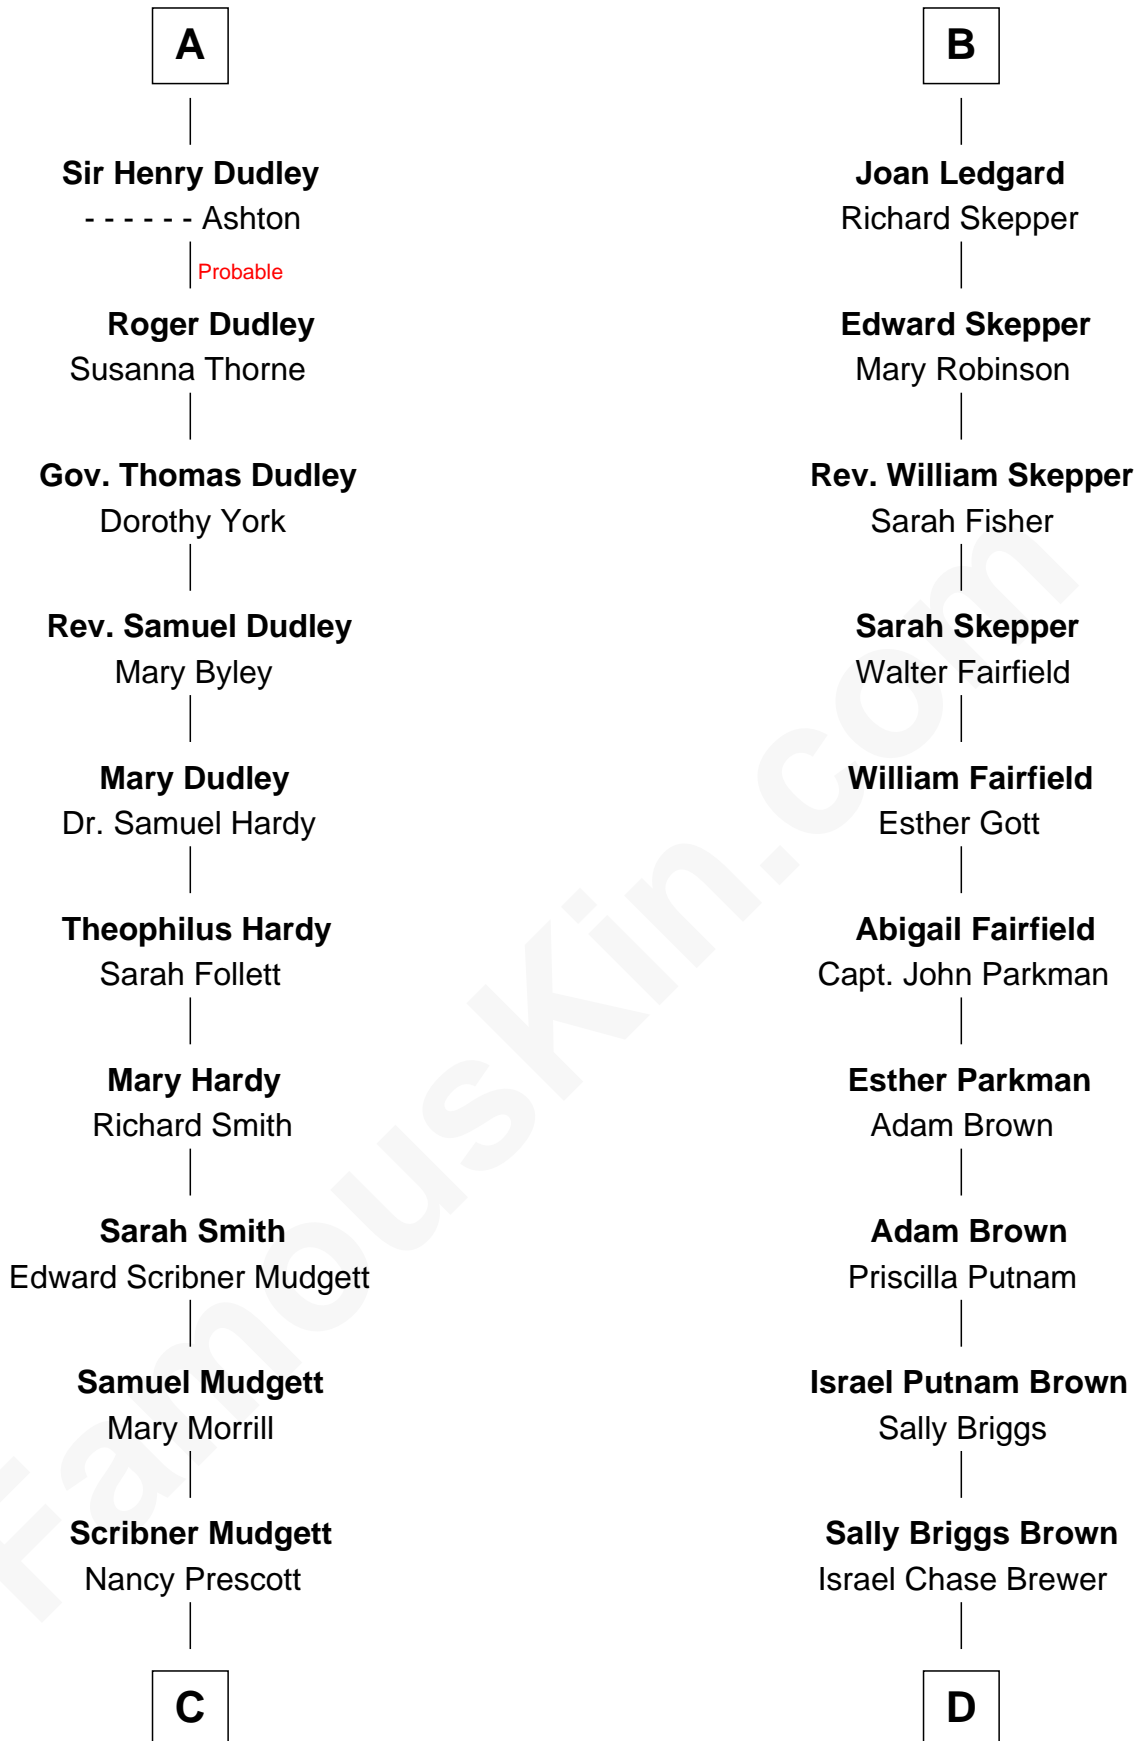 A
Sir Henry Dudley
- - - - - - Ashton
Probable
Roger Dudley
Susanna Thorne
Gov. Thomas Dudley
Dorothy York
Rev. Samuel Dudley
Mary Byley
Mary Dudley
Dr. Samuel Hardy
Theophilus Hardy
Sarah Follett
Mary Hardy
Richard Smith
Sarah Smith
Edward Scribner Mudgett
Samuel Mudgett
Mary Morrill
Scribner Mudgett
Nancy Prescott
C
B
Joan Ledgard
Richard Skepper
Edward Skepper
Mary Robinson
Rev. William Skepper
Sarah Fisher
Sarah Skepper
Walter Fairfield
William Fairfield
Esther Gott
Abigail Fairfield
Capt. John Parkman
Esther Parkman
Adam Brown
Adam Brown
Priscilla Putnam
Israel Putnam Brown
Sally Briggs
Sally Briggs Brown
Israel Chase Brewer
D
FamousKin.com